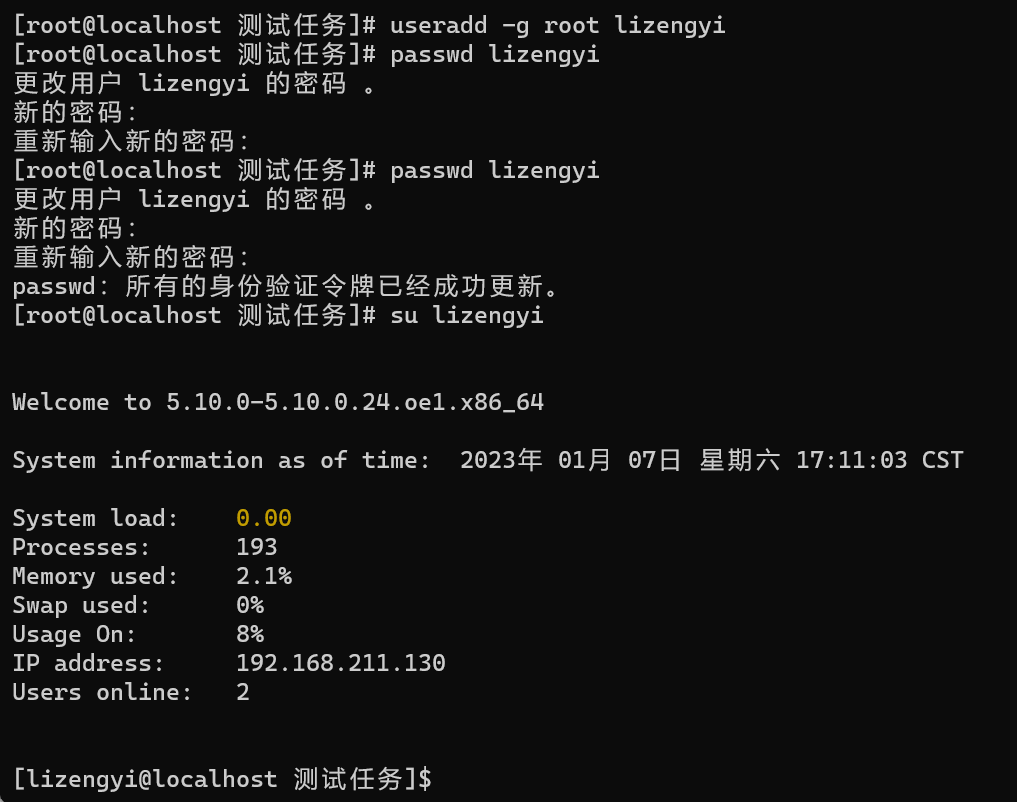 [root@localhost 测试任务]# useradd -g root lizengyi
[root@localhost 测试任务]# passwd lizengyi
更改用户 lizengyi 的密码 。
新的密码：
重新输入新的密码：
[root@localhost 测试任务]# passwd lizengyi
更改用户 lizengyi 的密码 。
新的密码：
重新输入新的密码：
passwd：所有的身份验证令牌已经成功更新。
[root@localhost 测试任务]# su lizengyi
Welcome to 5.10.0-5.10.0.24.oe1.x86_64
System information as of time:  2023年 01月 07日 星期六 17:11:03 CST
System load:    0.00
Processes:      193
Memory used:    2.1%
Swap used:      0%
Usage On:       8%
IP address:     192.168.211.130
Users online:   2
[lizengyi@localhost 测试任务]$